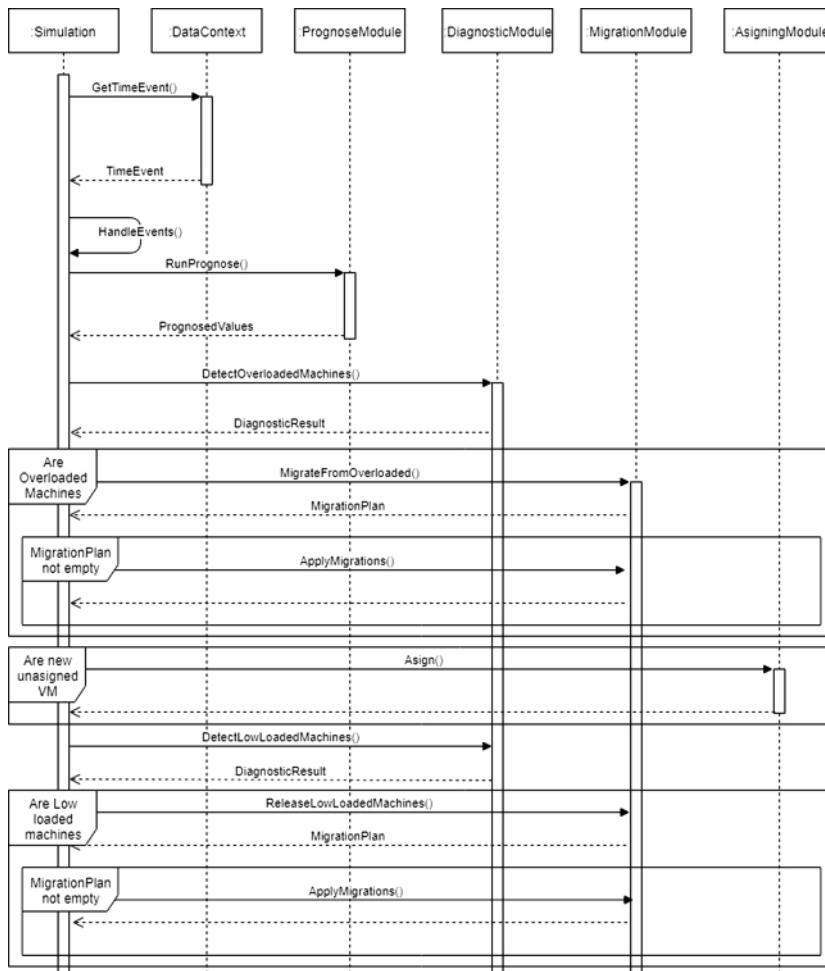 :Simulation
:DataContext
:PrognoseModule
:DiagnosticModule
:MigrationModule
:AsigningModule
GetTimeEvent()
TimeEvent
HandleEvents()
RunPrognose()
PrognosedValues
DetectOverloadedMachines()
DiagnosticResult
Are
Overloaded
Machines
MigrateFromOverloaded()
MigrationPlan
MigrationPlan
not empty
ApplyMigrations()
Are new
unasigned
VM
Asign()
DetectLowLoadedMachines()
DiagnosticResult
Are Low
loaded
machines
ReleaseLowLoadedMachines()
MigrationPlan
MigrationPlan
not empty
ApplyMigrations()